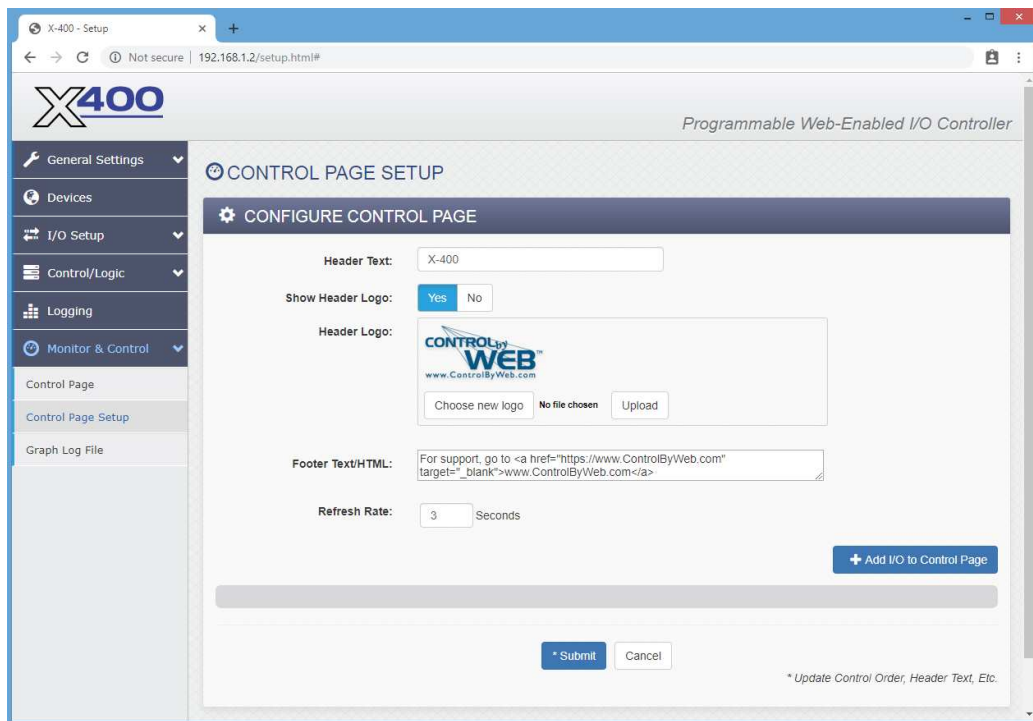 X-400 - Setup
Not secure
192.168.1.2/setup.html#
X400
Programmable Web-Enabled I/O Controller
General Settings
Devices
I/O Setup
Control/Logic
Logging
Monitor & Control
Control Page
Control Page Setup
Graph Log File
CONTROL PAGE SETUP
CONFIGURE CONTROL PAGE
Header Text:
X-400
Show Header Logo:
Yes
No
Header Logo:
CONTROLby
WEB™
www.ControlByWeb.com
Choose new logo
No file chosen
Upload
Footer Text/HTML:
For support, go to <a href="https://www.ControlByWeb.com"
target="_blank">www.ControlByWeb.com</a>
Refresh Rate:
3
Seconds
+ Add I/O to Control Page
* Submit
Cancel
* Update Control Order, Header Text, Etc.